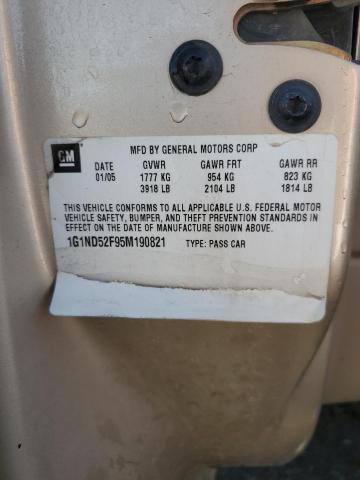 GM
MFD BY GENERAL MOTORS CORP
DATE GVWR GAWR FRT GAWR RR
01/05 1777 KG 954 KG 823 KG
3918 LB 2104 LB 1814 LB
THIS VEHICLE CONFORMS TO ALL APPLICABLE U.S. FEDERAL MOTOR
VEHICLE SAFETY, BUMPER, AND THEFT PREVENTION STANDARDS IN
EFFECT ON THE DATE OF MANUFACTURE SHOWN ABOVE.
1G1ND52F95M190821 TYPE: PASS CAR